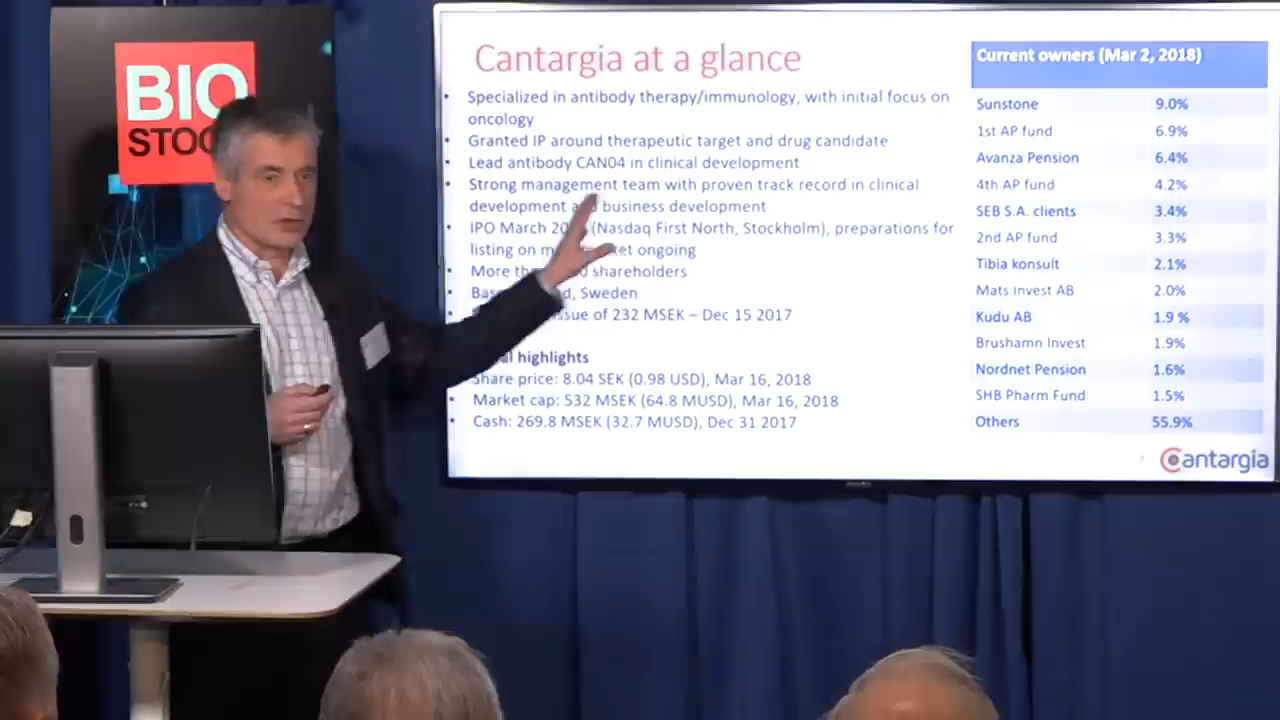 BIO
STOC
Cantargia at a glance
Specialized in antibody therapy/immunology, with initial focus on
oncology
Granted IP around therapeutic target and drug candidate
Lead antibody CAN04 in clinical development
Strong management team with proven track record in clinical
development business development
IPO March (Nasdaq First North, Stockholm), preparations for
listing on ongoing
More shareholders
Sweden
issue of 232 MSEK – Dec 15 2017
highlights
Share price: 8.04 SEK (0.98 USD), Mar 16, 2018
Market cap: 532 MSEK (64.8 MUSD), Mar 16, 2018
Cash: 269.8 MSEK (32.7 MUSD), Dec 31 2017
Current owners (Mar 2, 2018)
Sunstone 9.0%
1st AP fund 6.9%
Avanza Pension 6.4%
4th AP fund 4.2%
SEB S.A. clients 3.4%
2nd AP fund 3.3%
Tibia konsult 2.1%
Mats Invest AB 2.0%
Kudu AB 1.9 %
Brushamn Invest 1.9%
Nordnet Pension 1.6%
SHB Pharm Fund 1.5%
Others 55.9%
Cantargia